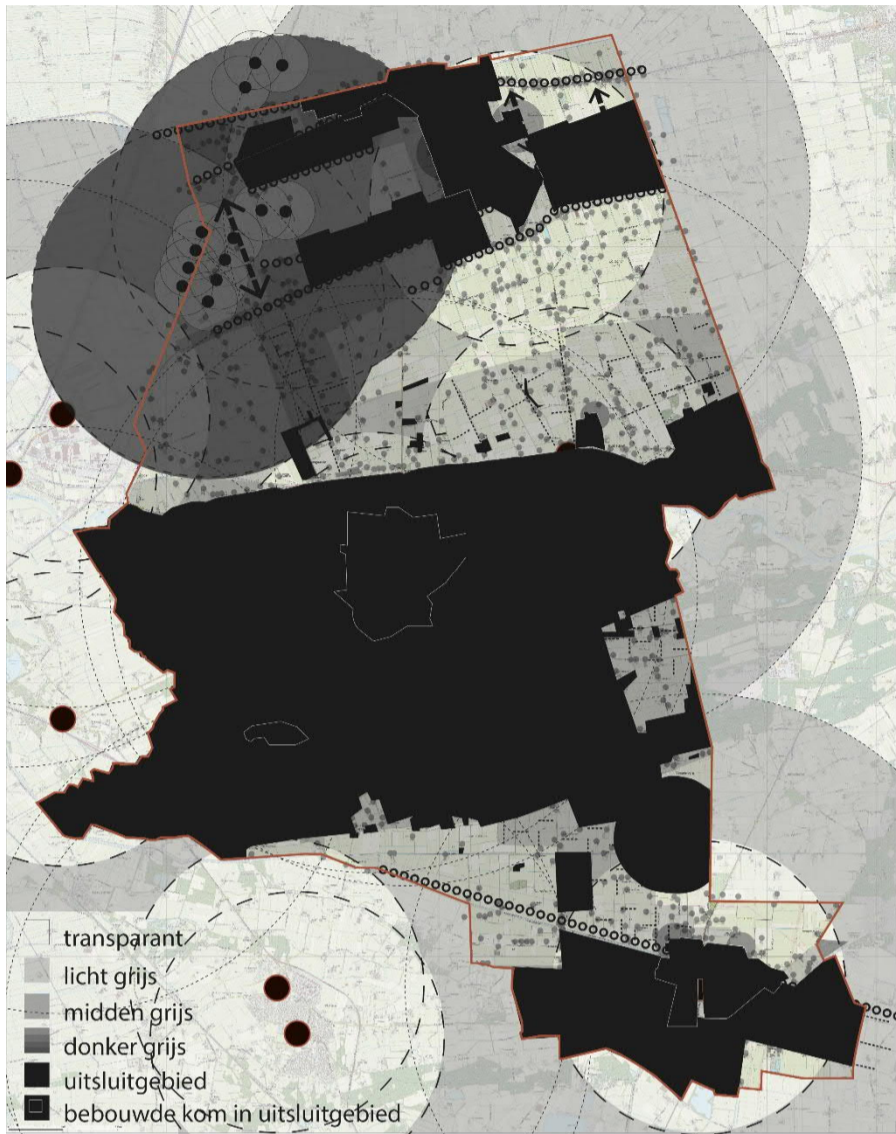 transparant
licht grijs
midden grijs
donker grijs
uitsluitgebied
bebouwde kom in uitsluitgebied